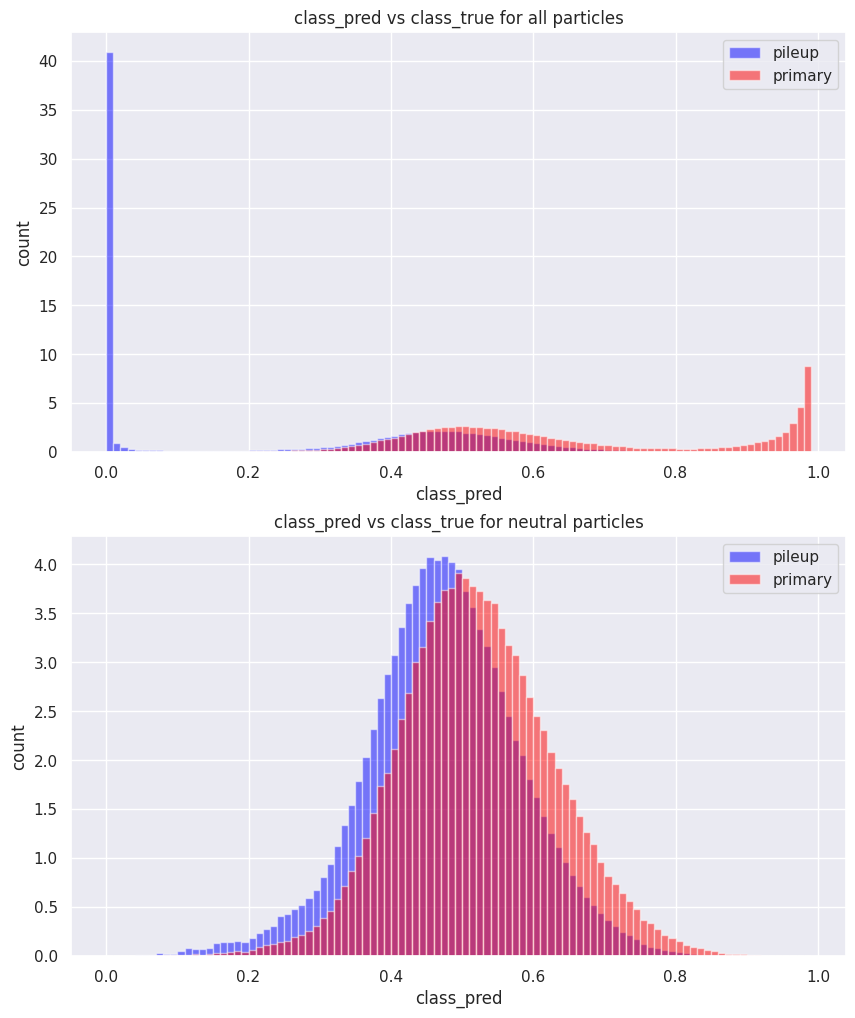 class_pred vs class_true for all particles
pileup
primary
40
35
30
25
20
15
10
5
0
count
0.0 0.2 0.4 0.6 0.8 1.0
class_pred
class_pred vs class_true for neutral particles
pileup
primary
4.0
3.5
3.0
2.5
2.0
1.5
1.0
0.5
0.0
count
0.0 0.2 0.4 0.6 0.8 1.0
class_pred